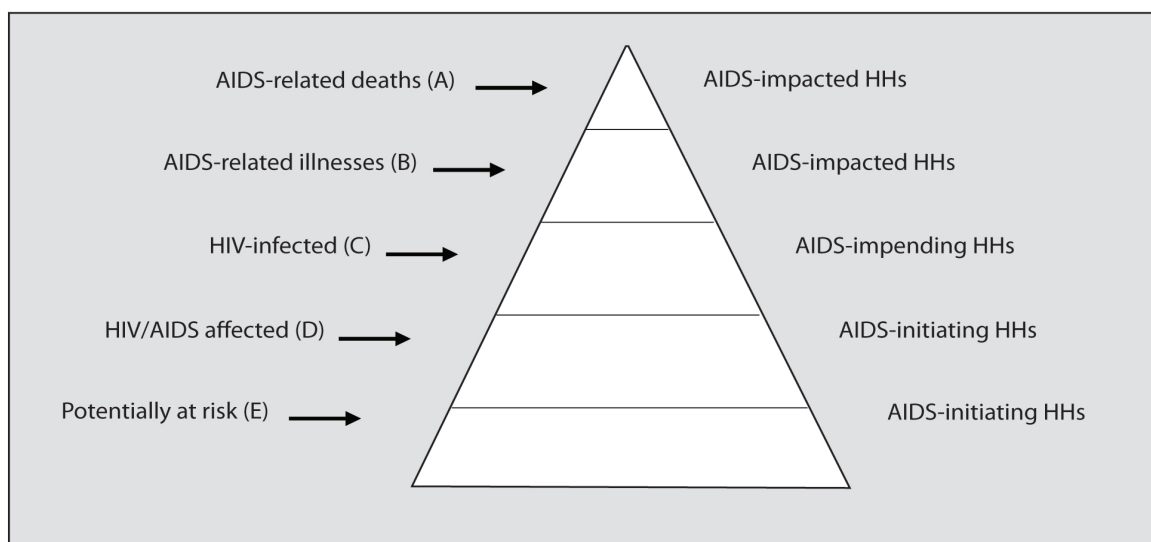 AIDS-related deaths (A) AIDS-impacted HHs
AIDS-related illnesses (B) AIDS-impacted HHs
HIV-infected (C) AIDS-impending HHs
HIV/AIDS affected (D) AIDS-initiating HHs
Potentially at risk (E) AIDS-initiating HHs